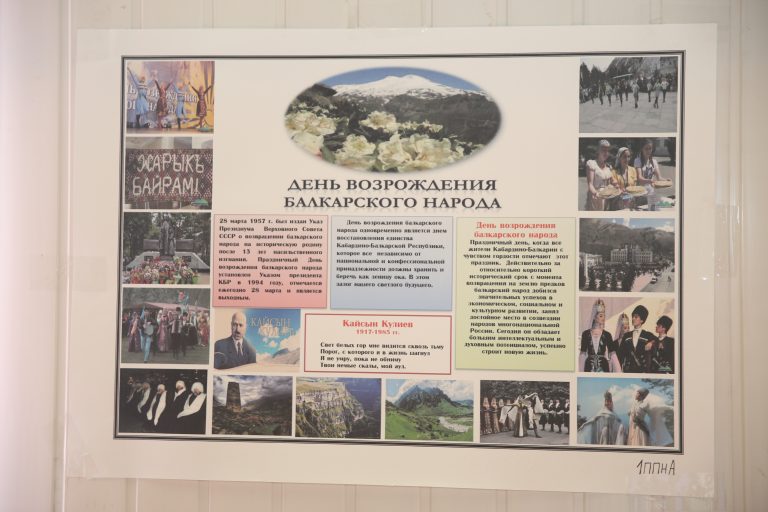 ЖАРЫКЪ
БАЙРАМ!
ДЕНЬ ВОЗРОЖДЕНИЯ
БАЛКАРСКОГО НАРОДА
28 марта 1957 г. был издан Указ
Президиума Верховного Совета
СССР о возвращении балкарского
народа на историческую родину
после 13 лет насильственного
изгнания. Праздничный День
возрождения балкарского народа
установлен Указом президента
КБР в 1994 году, отмечается
ежегодно 28 марта и является
выходным.
День возрождения балкарского
народа одновременно является днем
восстановления единства
Кабардино-Балкарской Республики,
которое все независимо от
национальной и конфессиональной
принадлежности должны хранить и
беречь как зеницу ока. В этом
залог нашего светлого будущего.
День возрождения
балкарского народа
Праздничный день, когда все
жители Кабардино-Балкарии с
чувством гордости отмечают этот
праздник. Действительно за
относительно короткий
исторический срок с момента
возвращения на землю предков
балкарский народ добился
значительных успехов в
экономическом, социальном и
культурном развитии, занял
достойное место в созвездии
народов многонациональной
России. Сегодня он обладает
большим интеллектуальным и
духовным потенциалом, успешно
строит новую жизнь.
КАЙСЫН
Кайсын Кулиев
1917-1985 гг.
Свет белых гор мне видится сквозь тьму
Порог, с которого я в жизнь шагнул
Я не умру, пока не обниму
Твои немые скалы, мой аул.
1ППНА